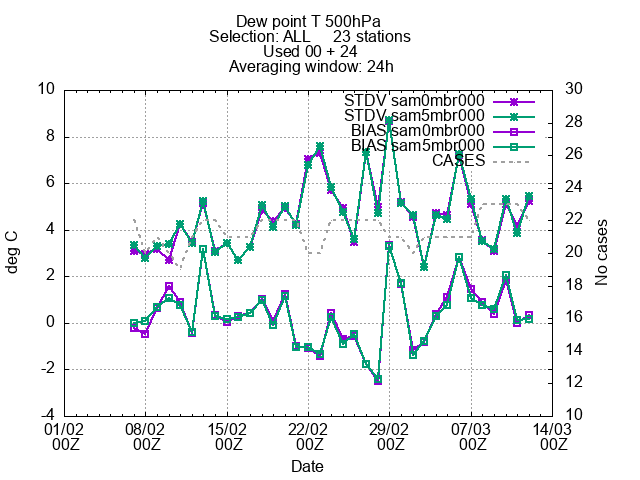 Dew point T 500hPa
Selection: ALL 23 stations
Used 00 + 24
Averaging window: 24h
STDV sam0mbr000
STDV sam5mbr000
BIAS sam0mbr000
BIAS sam5mbr000
CASES
deg C
10
8
6
4
2
0
-2
-4
No cases
30
28
26
24
22
20
18
16
14
12
10
01/02 08/02 15/02 22/02 29/02 07/03 14/03
00Z 00Z 00Z 00Z 00Z 00Z 00Z
Date